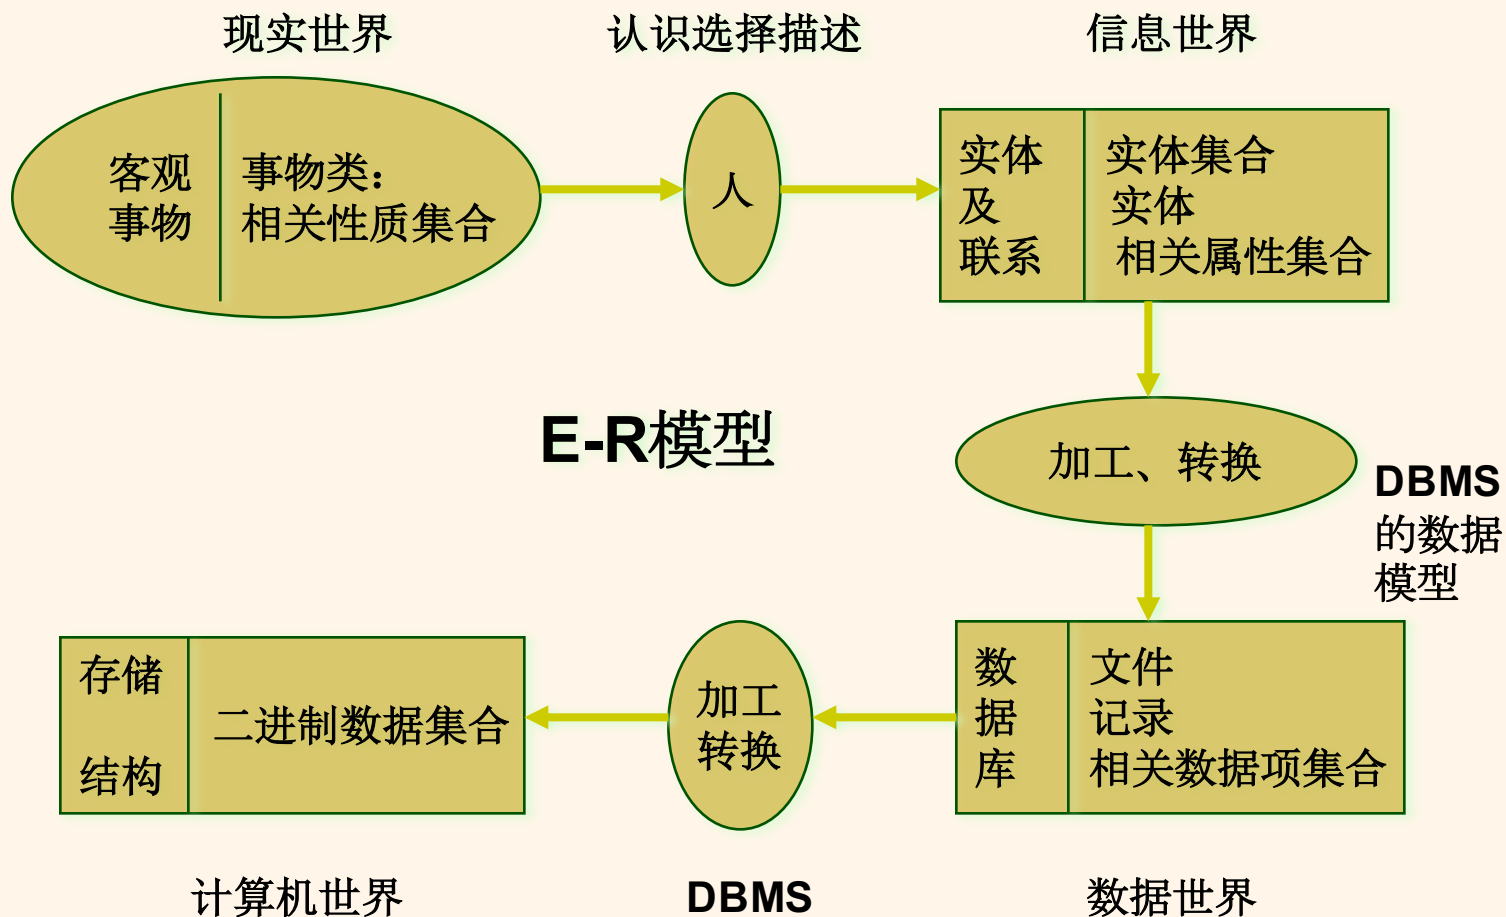 现实世界
认识选择描述
信息世界
客观
事物
事物类：
相关性质集合
人
实体
及
联系
实体集合
实体
相关属性集合
E-R模型
加工、转换
DBMS
的数据
模型
存储
结构
二进制数据集合
加工
转换
数
据
库
文件
记录
相关数据项集合
计算机世界
DBMS
数据世界